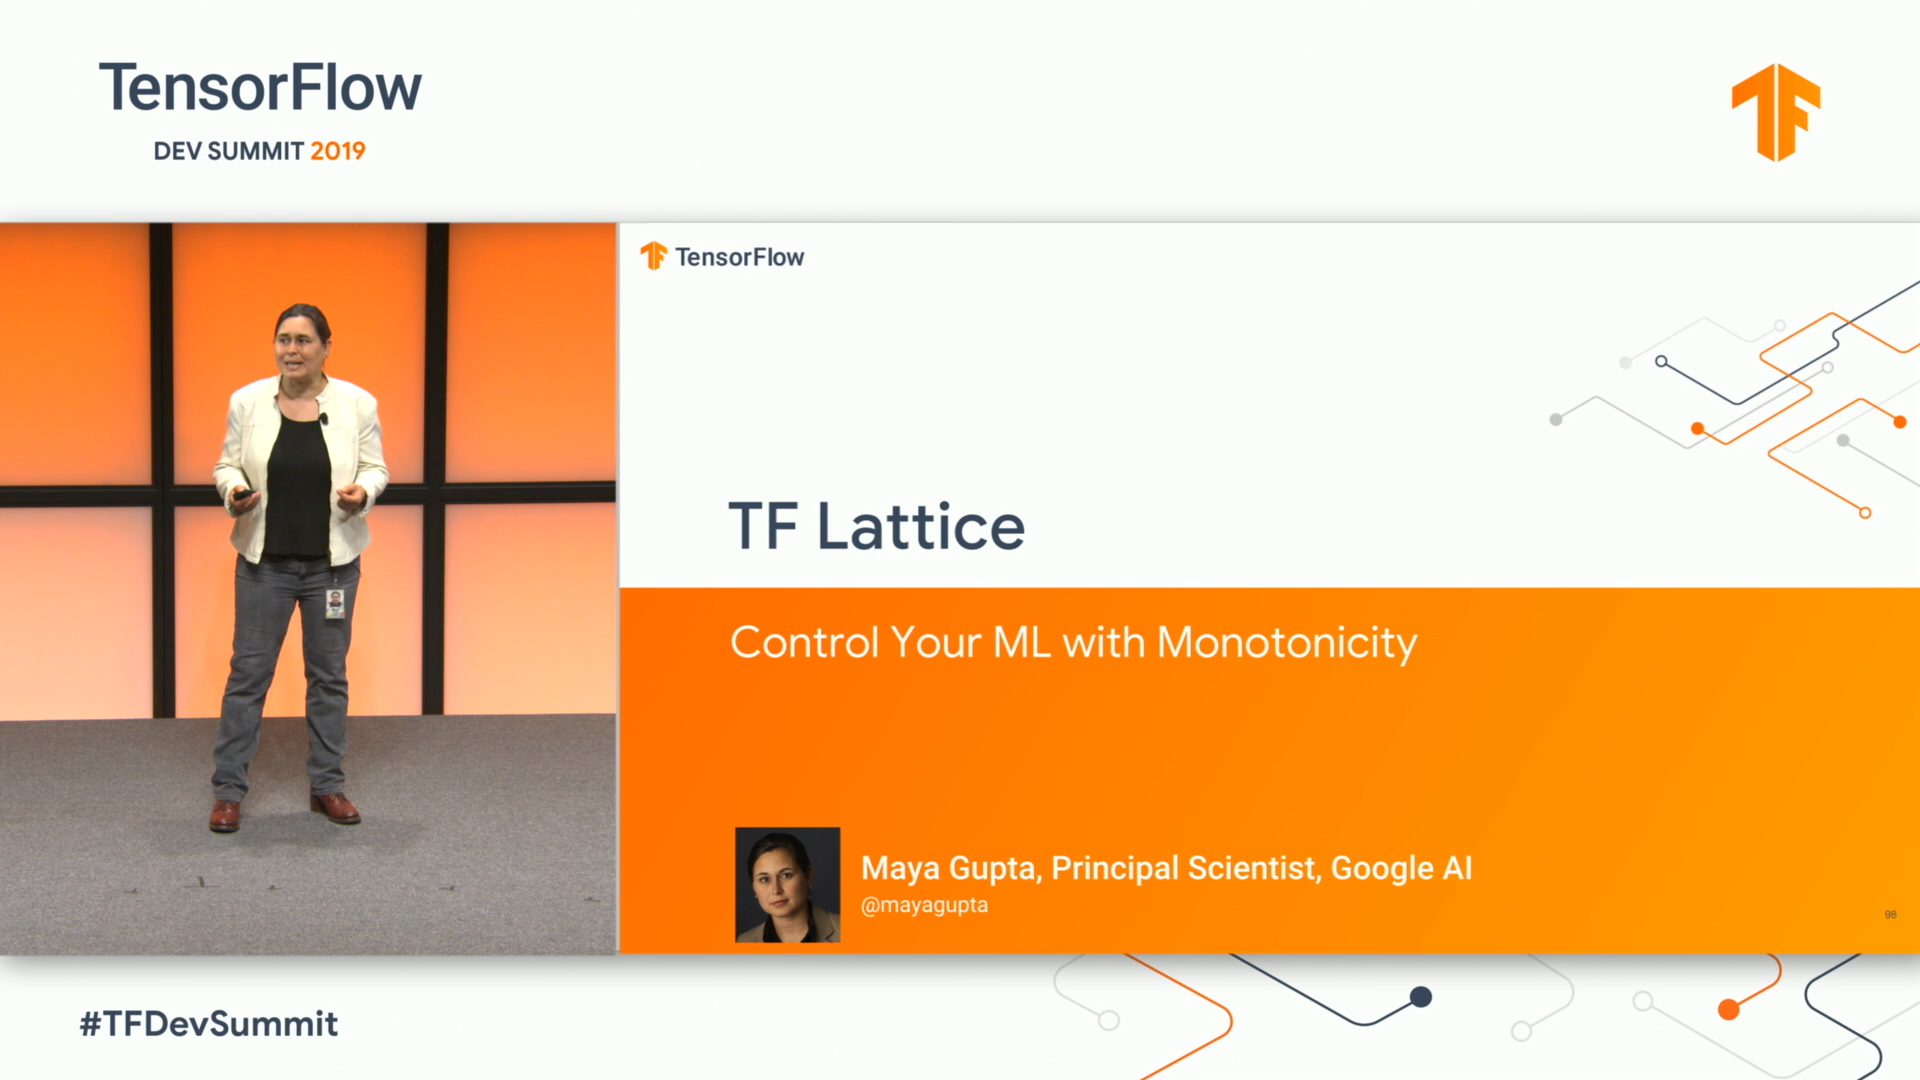 TensorFlow
DEV SUMMIT 2019
TensorFlow
TF Lattice
Control Your ML with Monotonicity
Maya Gupta, Principal Scientist, Google AI
@mayagupta
98
#TFDevSummit